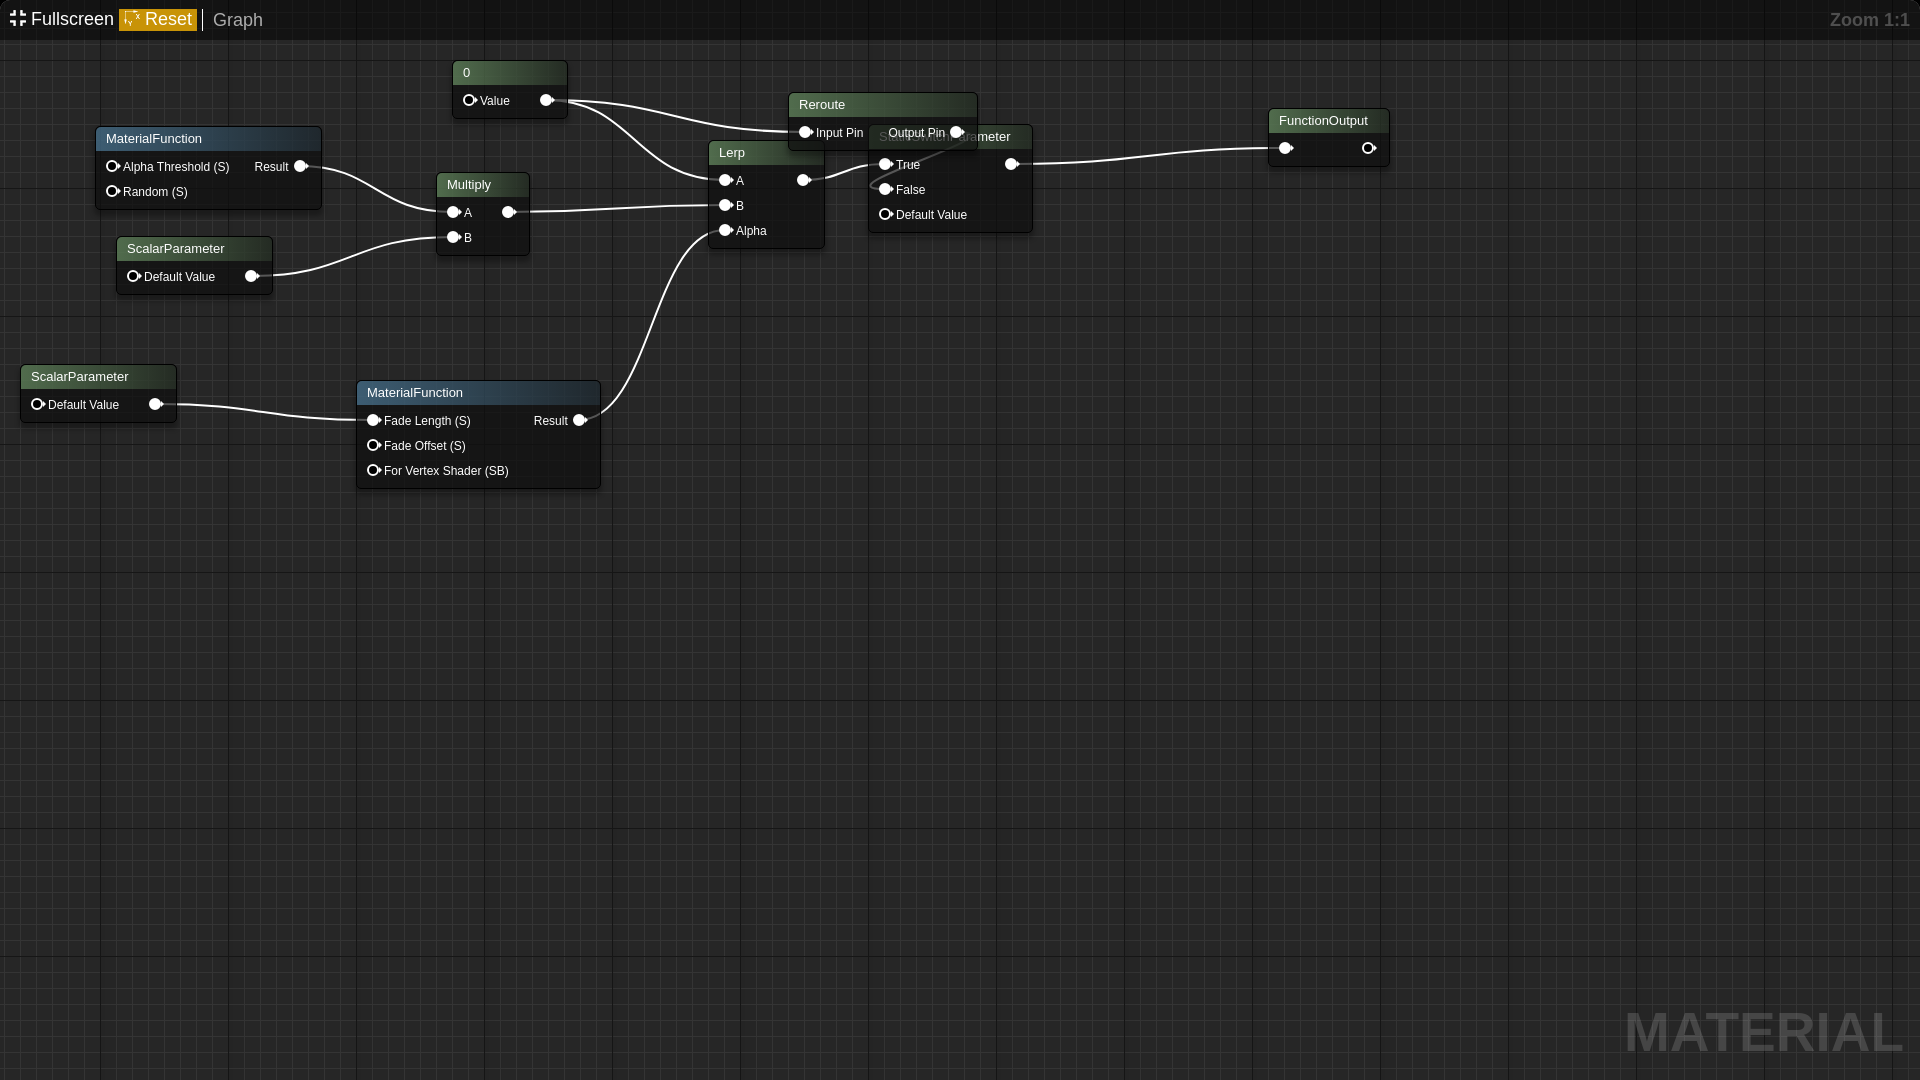 Fullscreen Reset Graph Zoom 1:1
0
Value
Reroute
Input Pin Output Pin
FunctionOutput
MaterialFunction
Alpha Threshold (S) Result
Random (S)
StaticSwitchParameter
True
False
Default Value
Lerp
A
B
Alpha
Multiply
A
B
ScalarParameter
Default Value
ScalarParameter
Default Value
MaterialFunction
Fade Length (S) Result
Fade Offset (S)
For Vertex Shader (SB)
MATERIAL